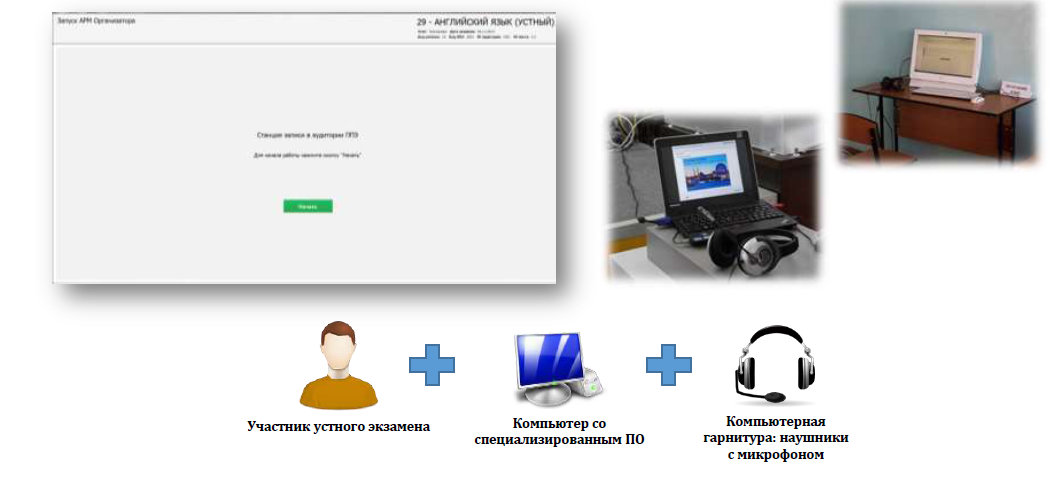 Запуск АРМ Организатора
29 - АНГЛИЙСКИЙ ЯЗЫК (УСТНЫЙ)
Станция записи в аудитории ППЭ
Для начала работы нажмите кнопку "Начать"
Начать
Участник устного экзамена
Компьютер со
специализированным ПО
Компьютерная
гарнитура: наушники
с микрофоном